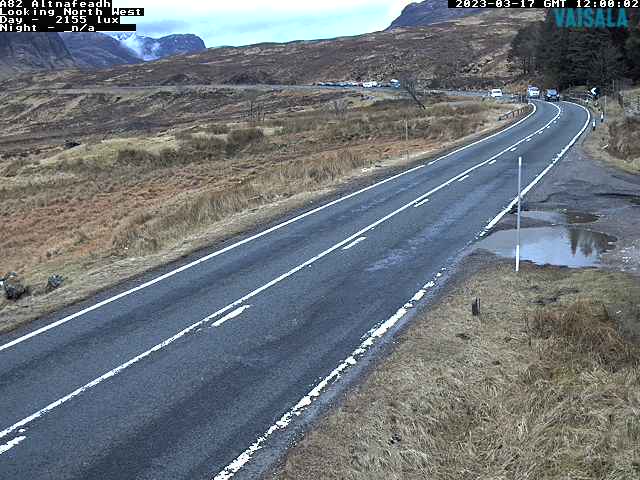 A82 Altnafeadh
2023-03-17 GMT 12:00:02
Looking North West
VAISALA
Day - 2155 lux
Night - n/a